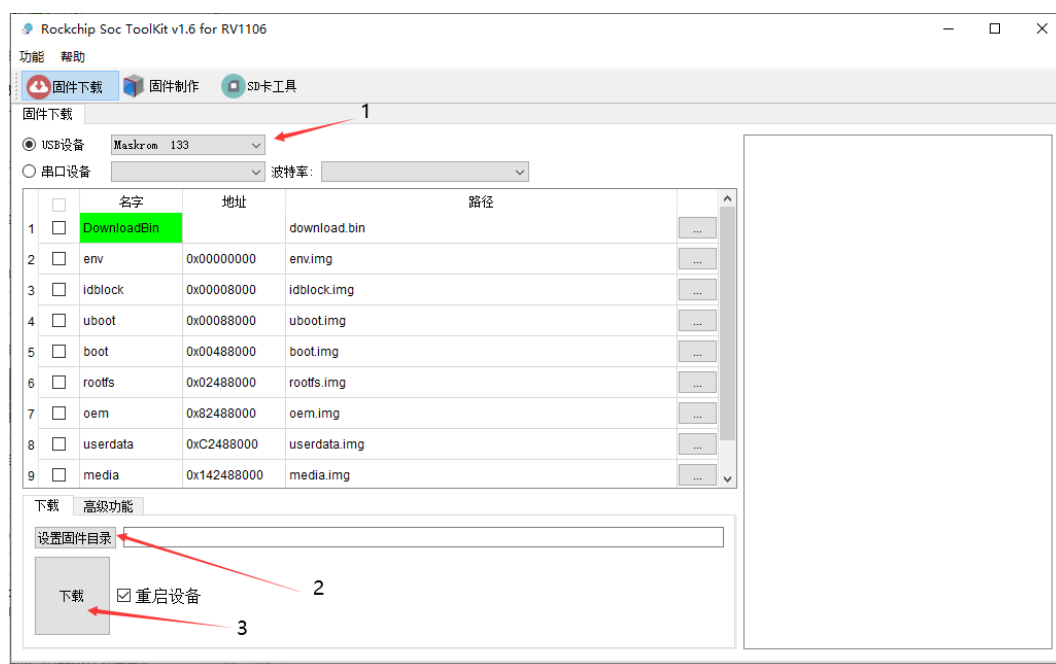 Rockchip Soc ToolKit v1.6 for RV1106
功能 帮助
固件下载 固件制作 SD卡工具
固件下载
1
USB设备 Maskrom 133
串口设备 波特率:
名字 地址 路径
1 DownloadBin download.bin ...
2 env 0x00000000 env.img ...
3 idblock 0x00008000 idblock.img ...
4 uboot 0x00088000 uboot.img ...
5 boot 0x00488000 boot.img ...
6 rootfs 0x02488000 rootfs.img ...
7 oem 0x82488000 oem.img ...
8 userdata 0xC2488000 userdata.img ...
9 media 0x142488000 media.img ...
下载 高级功能
设置固件目录
2
下载 重启设备
3